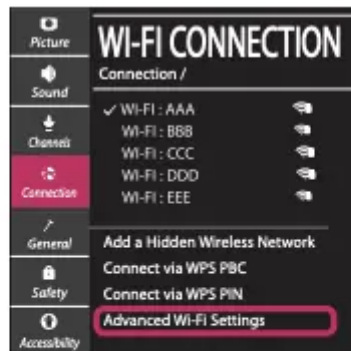 Picture
Sound
Channels
Connection
General
Safety
Accessibility
WI-FI CONNECTION
Connection /
✓ WI-FI : AAA
WI-FI : BBB
WI-FI : CCC
WI-FI : DDD
WI-FI : EEE
Add a Hidden Wireless Network
Connect via WPS PBC
Connect via WPS PIN
Advanced Wi-Fi Settings